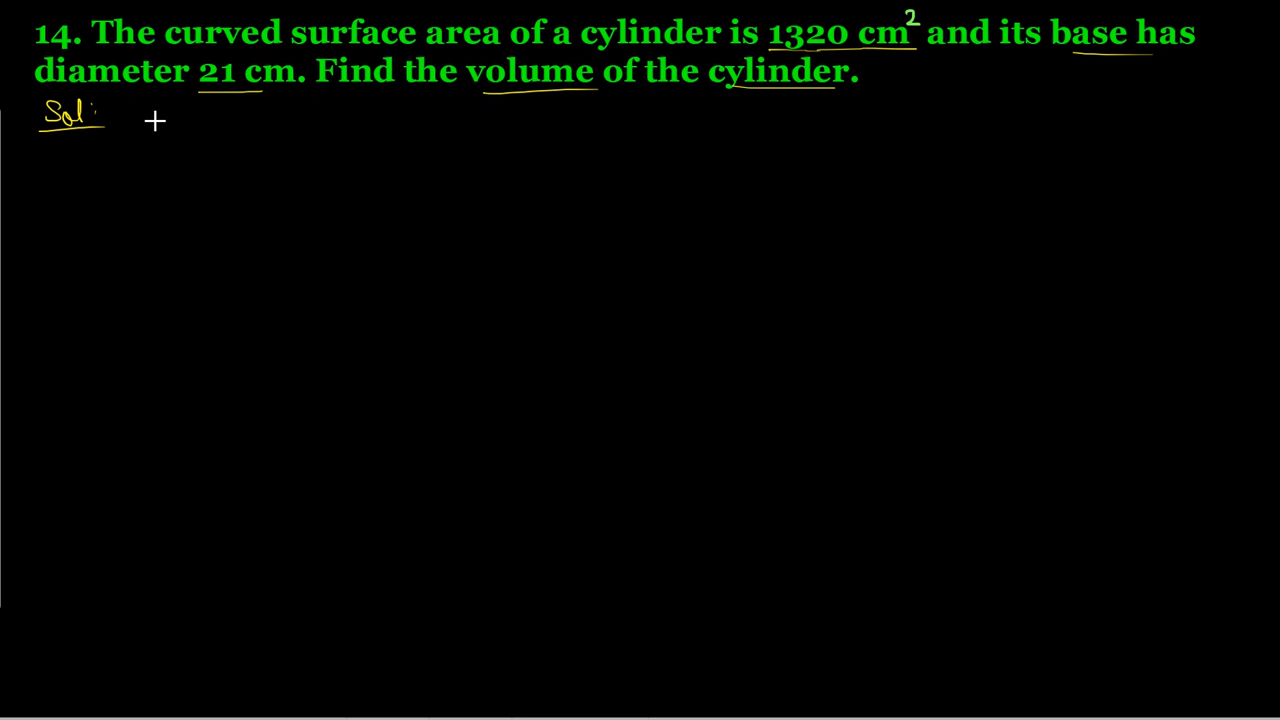 14. The curved surface area of a cylinder is 1320 cm² and its base has
diameter 21 cm. Find the volume of the cylinder.
Sol: